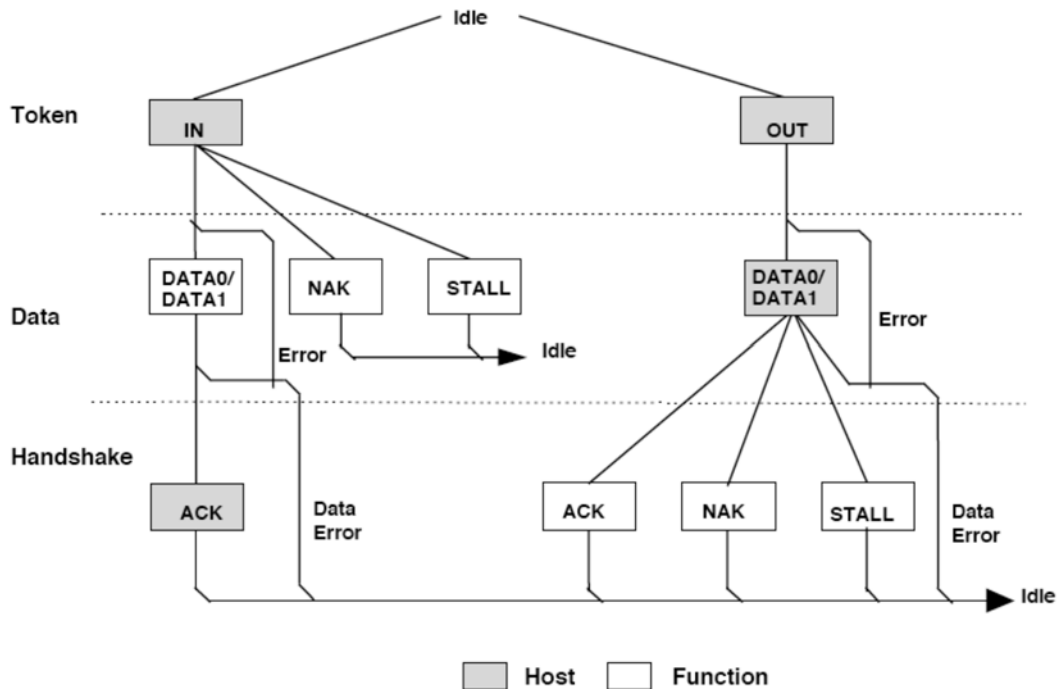 Idle
Token
IN
OUT
DATA0/
DATA1
NAK
STALL
DATA0/
DATA1
Data
Error
Idle
Error
Handshake
ACK
Data
Error
ACK
NAK
STALL
Data
Error
Idle
Host
Function